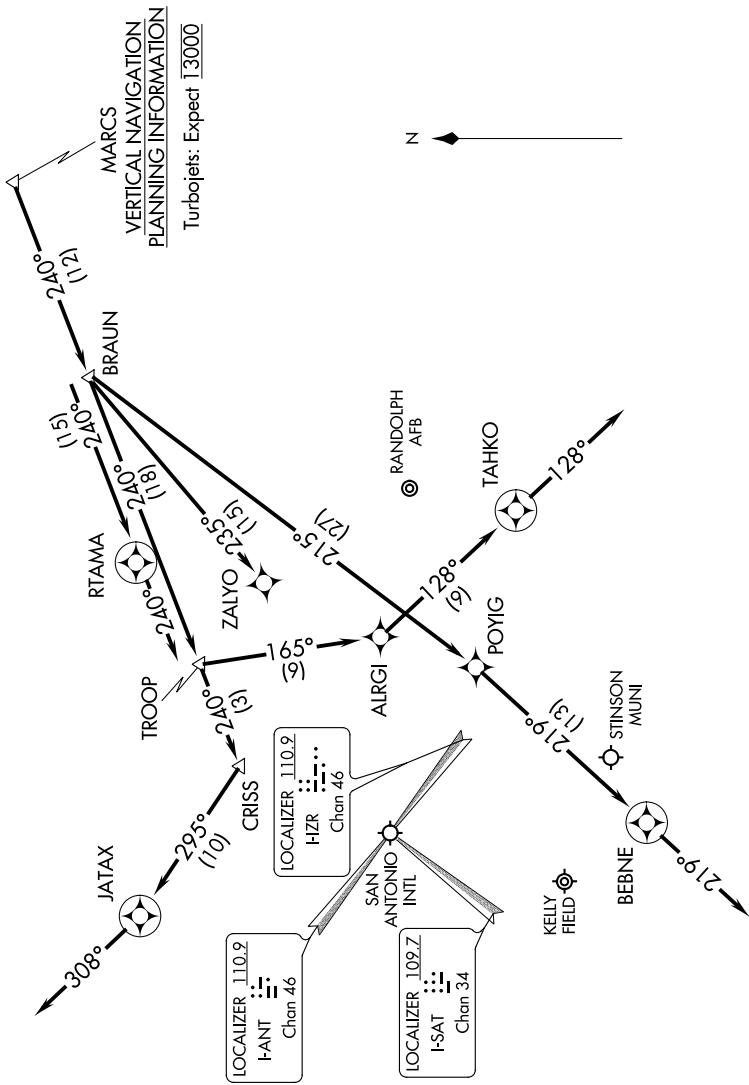 MARCS
VERTICAL NAVIGATION
PLANNING INFORMATION
Turbojets: Expect 13000
N
240°
(12)
BRAUN
(15)
240°
240°
(18)
235°
(15)
215°
(27)
RTAMA
240°
ZALYO
RANDOLPH
AFB
TAHKO
128°
128°
(9)
TROOP
165°
(9)
ALRGI
POYIG
240°
(3)
CRISS
219°
(13)
STINSON
MUNI
LOCALIZER 110.9
I-IZR
Chan 46
295°
(10)
JATAX
308°
SAN
ANTONIO
INTL
KELLY
FIELD
BEBNE
219°
LOCALIZER 110.9
I-ANT
Chan 46
LOCALIZER 109.7
I-SAT
Chan 34